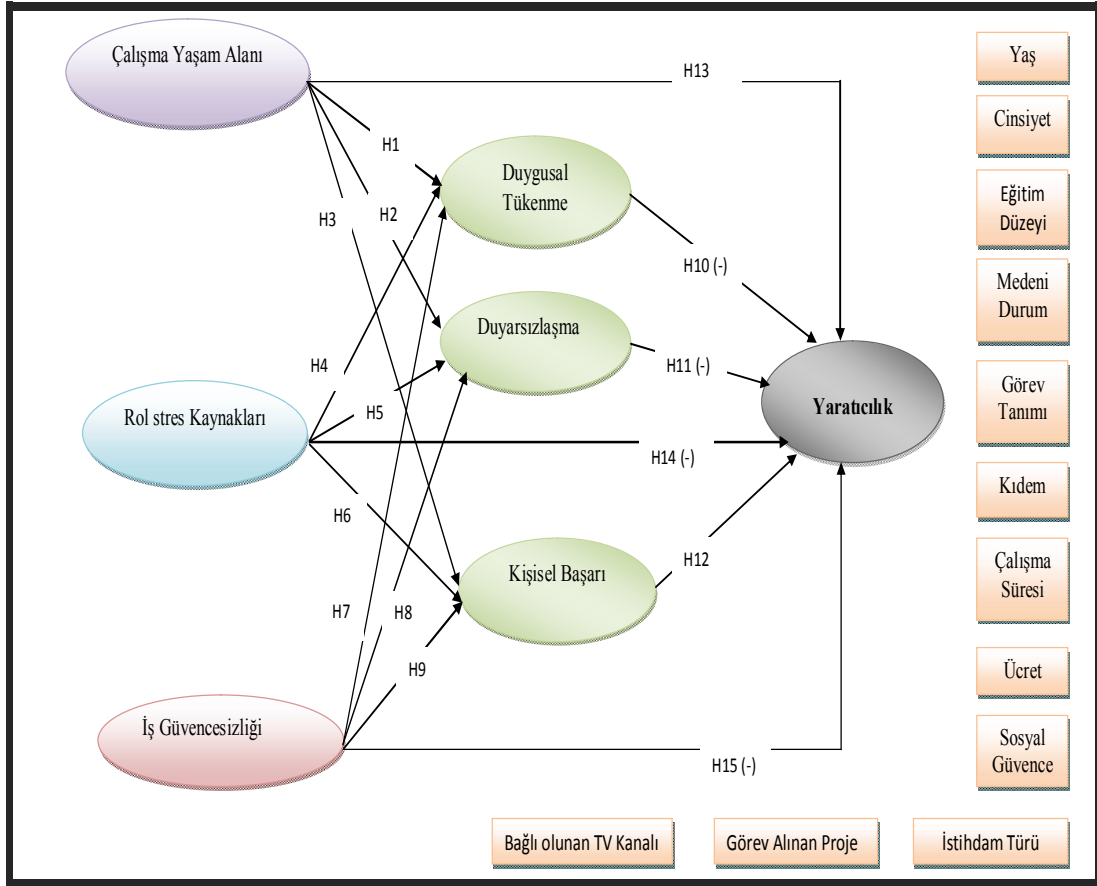 Çalışma Yaşam Alanı
H13
H1
Duygusal
Tükenme
H3
H2
H10 (-)
Duyarsızlaşma
H4
H11 (-)
Rol stres Kaynakları
H5
Yaratıcılık
H14 (-)
H6
Kişisel Başarı
H12
H7
H8
H9
İş Güvencesizliği
H15 (-)
Yaş
Cinsiyet
Eğitim
Düzeyi
Medeni
Durum
Görev
Tanımı
Kıdem
Çalışma
Süresi
Ücret
Sosyal
Güvence
Bağlı olunan TV Kanalı
Görev Alınan Proje
İstihdam Türü